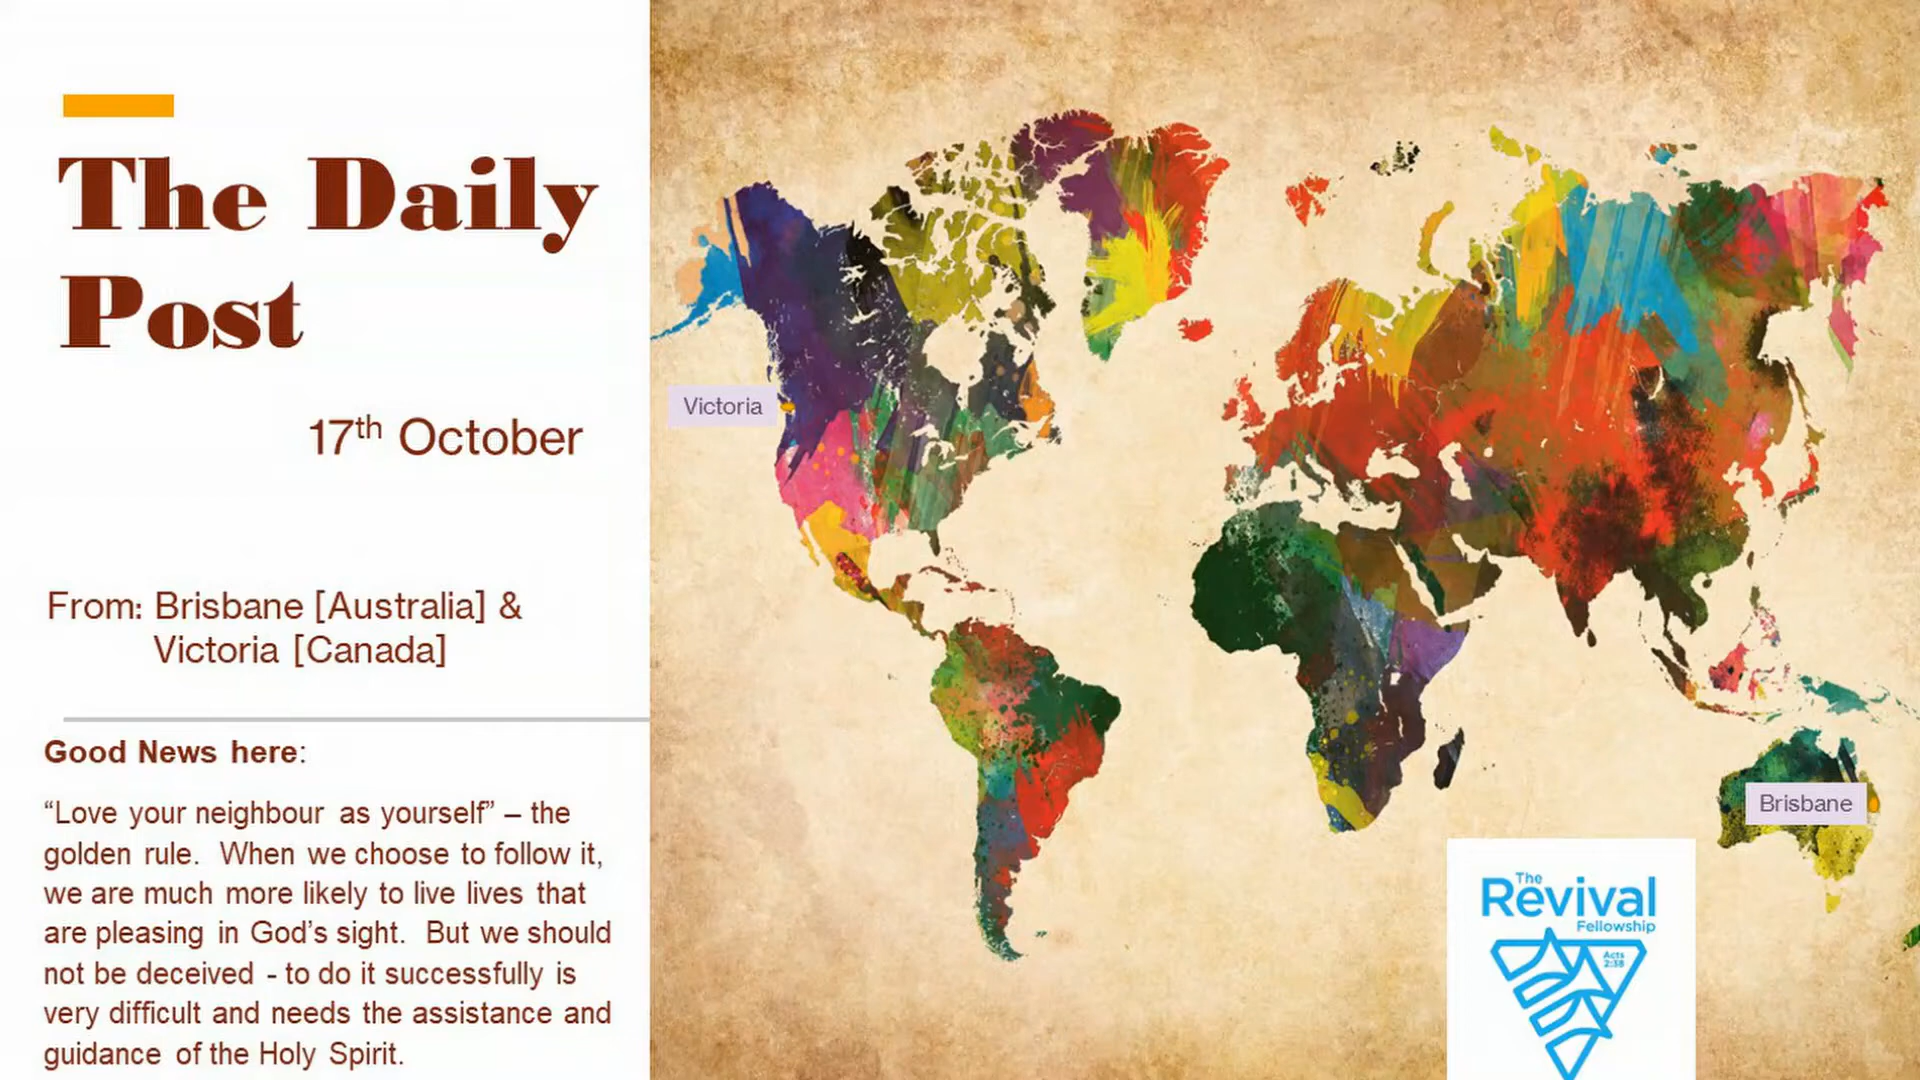 The Daily
Post
17th October
From: Brisbane [Australia] &
Victoria [Canada]
Good News here:
“Love your neighbour as yourself” – the
golden rule. When we choose to follow it,
we are much more likely to live lives that
are pleasing in God’s sight. But we should
not be deceived - to do it successfully is
very difficult and needs the assistance and
guidance of the Holy Spirit.
Victoria
Brisbane
The
Revival
Fellowship
Acts
2:38